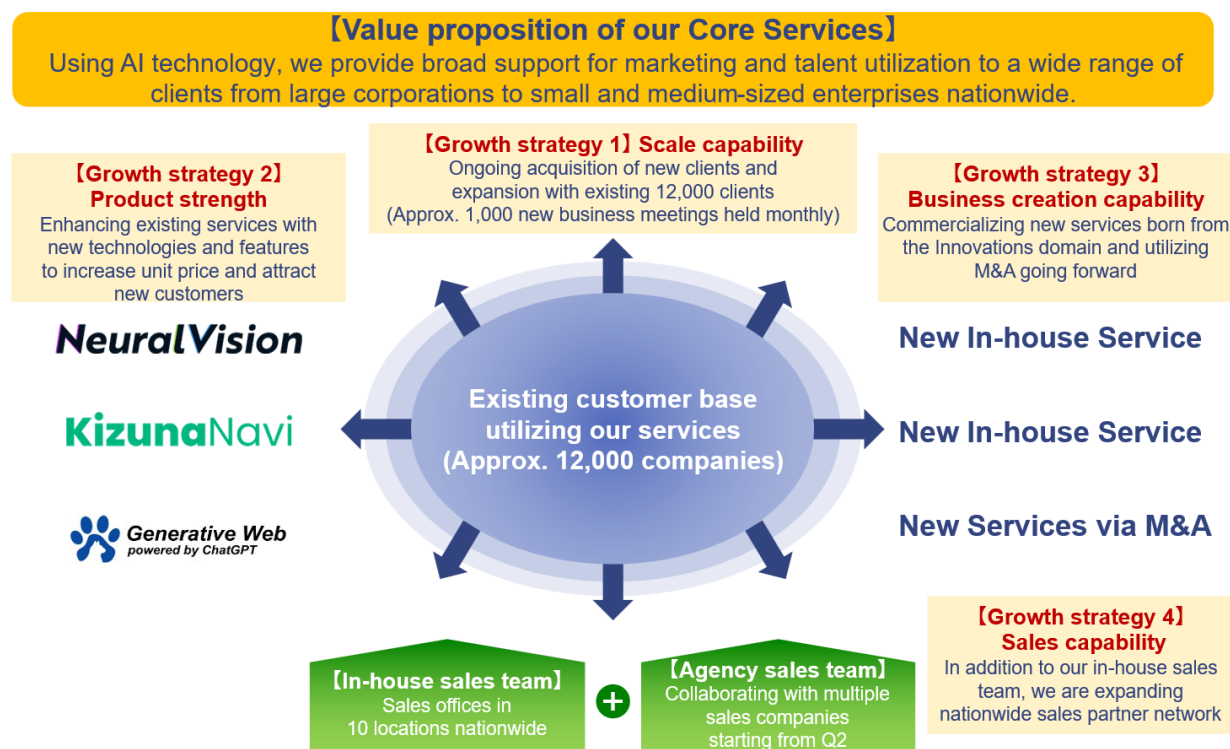 【Value proposition of our Core Services】
Using AI technology, we provide broad support for marketing and talent utilization to a wide range of
clients from large corporations to small and medium-sized enterprises nationwide.
【Growth strategy 1】Scale capability
Ongoing acquisition of new clients and
expansion with existing 12,000 clients
(Approx. 1,000 new business meetings held monthly)
【Growth strategy 2】
Product strength
Enhancing existing services with
new technologies and features
to increase unit price and attract
new customers
NeuralVision
KizunaNavi
Generative Web
powered by ChatGPT
Existing customer base
utilizing our services
(Approx. 12,000 companies)
【Growth strategy 3】
Business creation capability
Commercializing new services born from
the Innovations domain and utilizing
M&A going forward
New In-house Service
New In-house Service
New Services via M&A
【In-house sales team】
Sales offices in
10 locations nationwide
+
【Agency sales team】
Collaborating with multiple
sales companies
starting from Q2
【Growth strategy 4】
Sales capability
In addition to our in-house sales
team, we are expanding
nationwide sales partner network